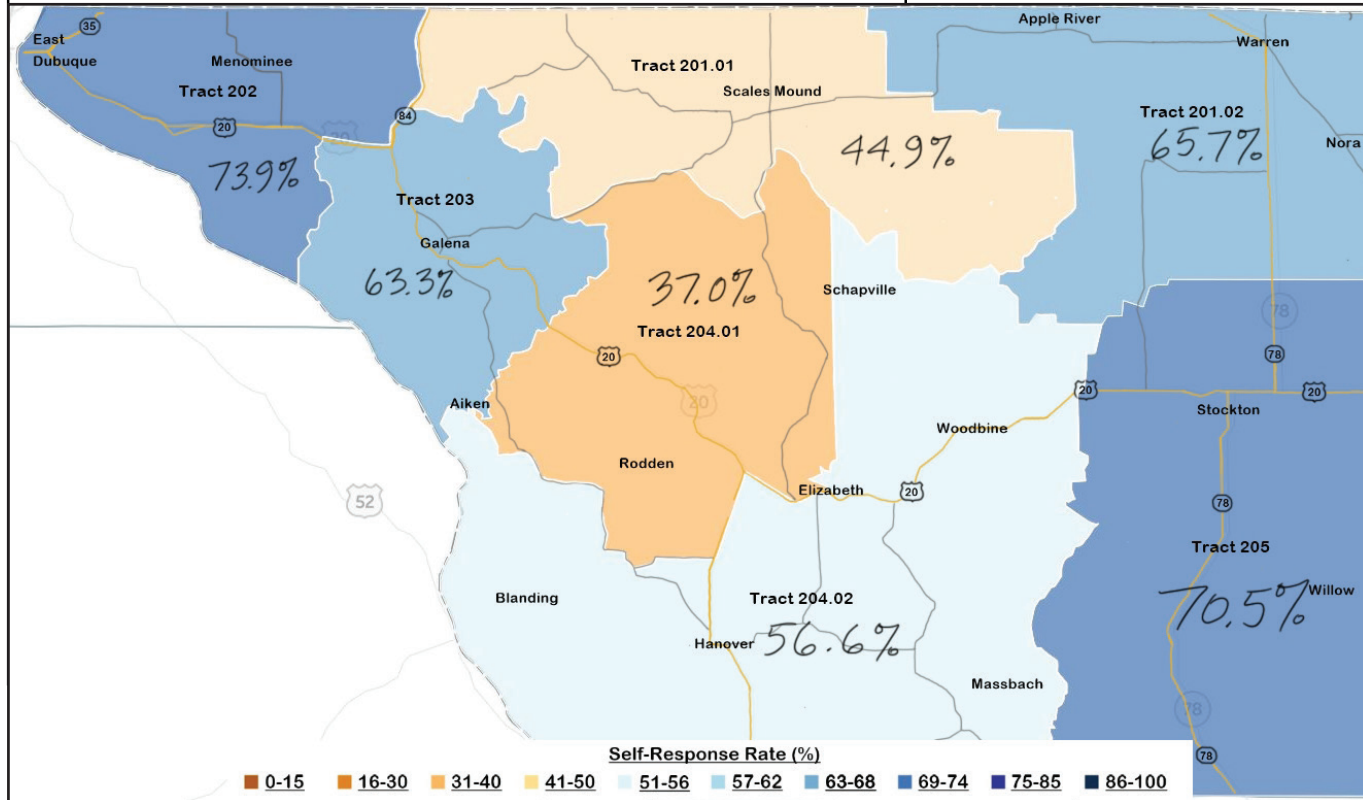 35
East
Dubuque
Menominee
Tract 202
20
20
73.9%
84
Tract 201.01
Scales Mound
44.9%
Apple River
Warren
Tract 201.02
65.7%
Nora
Tract 203
Galena
63.3%
37.0%
Tract 204.01
20
20
Schapville
78
78
20
Stockton
20
Aiken
Woodbine
Rodden
Elizabeth
20
52
78
Tract 205
Willow
70.5%
Blanding
Tract 204.02
Hanover
56.6%
Massbach
78
78
Self-Response Rate (%)
0-15 16-30 31-40 41-50 51-56 57-62 63-68 69-74 75-85 86-100